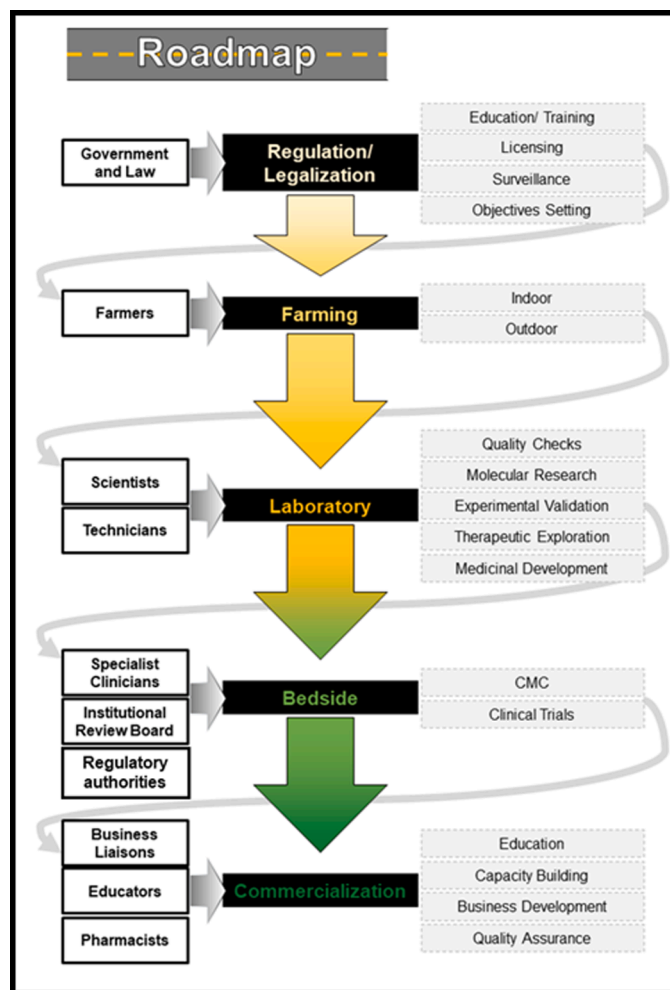 Roadmap
Government
and Law
Regulation/
Legalization
Education/ Training
Licensing
Surveillance
Objectives Setting
Farmers
Farming
Indoor
Outdoor
Scientists
Technicians
Laboratory
Quality Checks
Molecular Research
Experimental Validation
Therapeutic Exploration
Medicinal Development
Specialist
Clinicians
Institutional
Review Board
Regulatory
authorities
Bedside
CMC
Clinical Trials
Business
Liaisons
Educators
Pharmacists
Commercialization
Education
Capacity Building
Business Development
Quality Assurance